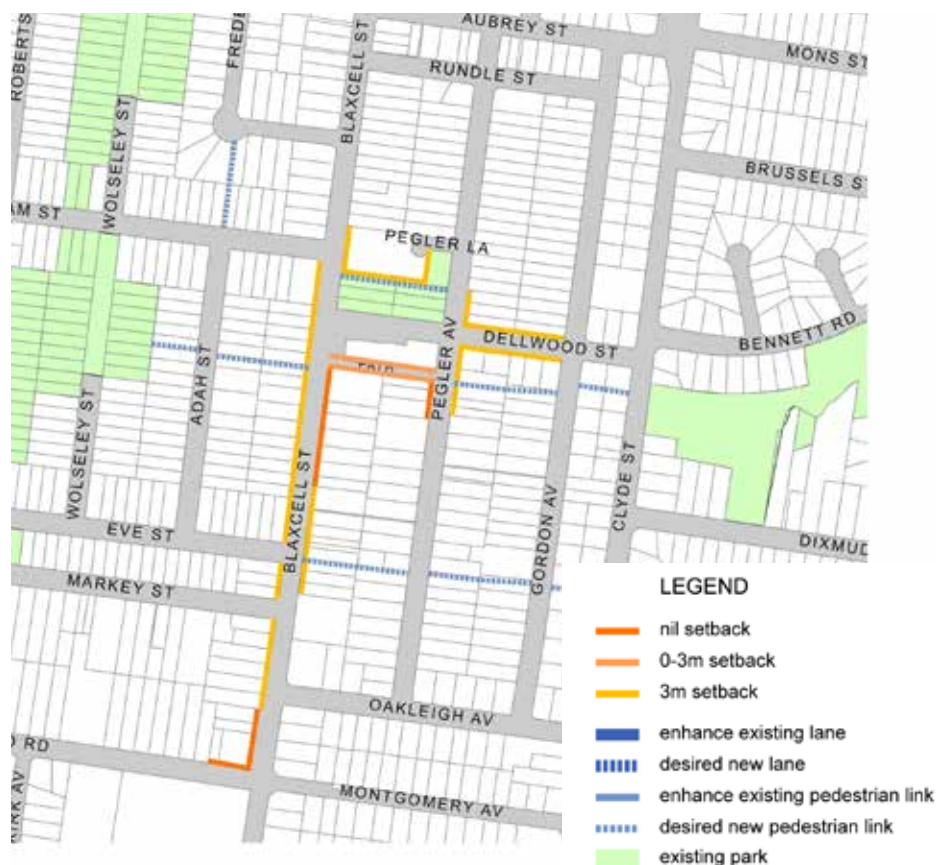 AUBREY ST
MONS ST
ROBERTS
FREDE
BLAXCELL ST
RUNDLE ST
WOLSELEY ST
BRUSSELS S
AM ST
PEGLER LA
DELLWOOD ST
BENNETT RD
PEGLER AV
ADAH ST
WOLSELEY ST
BLAXCELL ST
GORDON AV
CLYDE ST
EVE ST
DIXMUD
MARKEY ST
OAKLEIGH AV
RD
MONTGOMERY AV
KIRK AV
LEGEND
nil setback
0-3m setback
3m setback
enhance existing lane
desired new lane
enhance existing pedestrian link
desired new pedestrian link
existing park